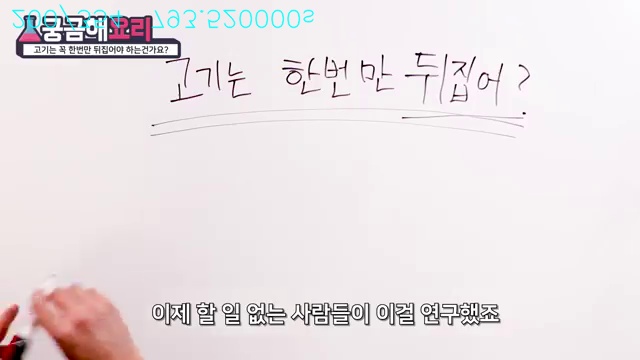 793.520000s
궁금해요리
고기는 꼭 한번만 뒤집어야 하는건가요?
고기는 한번만 뒤집어?
이제 할 일 없는 사람들이 이걸 연구했죠